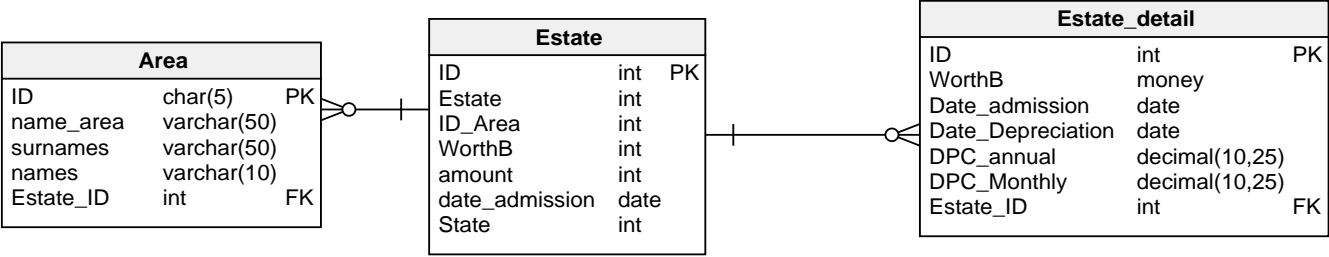 Area
ID char(5) PK
name_area varchar(50)
surnames varchar(50)
names varchar(10)
Estate_ID int FK
Estate
ID int PK
Estate int
ID_Area int
WorthB int
amount int
date_admission date
State int
Estate_detail
ID int PK
WorthB money
Date_admission date
Date_Depreciation date
DPC_annual decimal(10,25)
DPC_Monthly decimal(10,25)
Estate_ID int FK